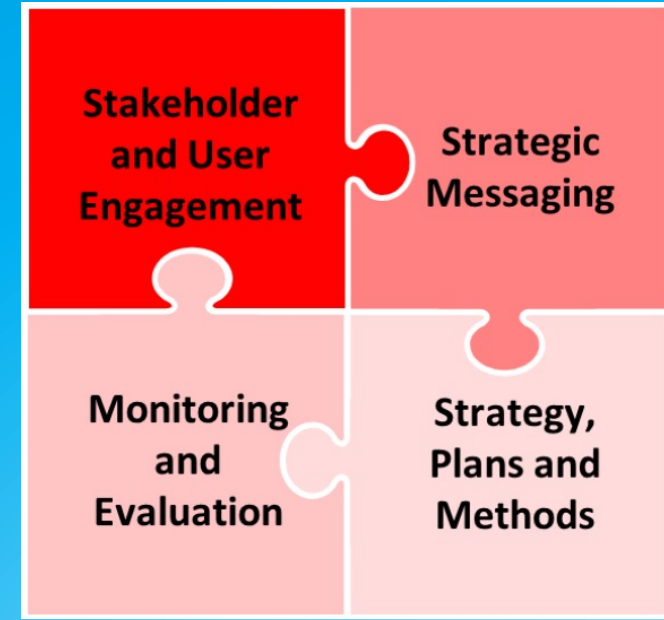 Stakeholder
and User
Engagement
Strategic
Messaging
Monitoring
and
Evaluation
Strategy,
Plans and
Methods